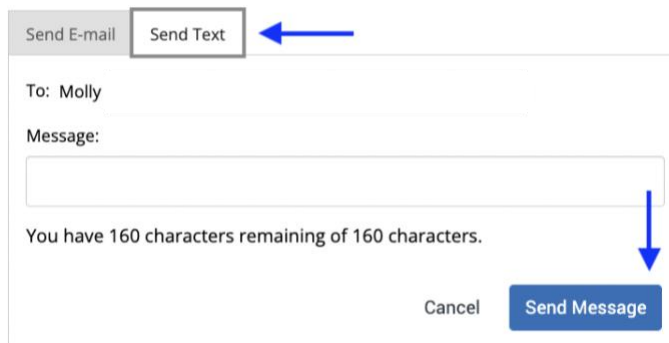 Send E-mail Send Text
To: Molly
Message:
You have 160 characters remaining of 160 characters.
Cancel Send Message